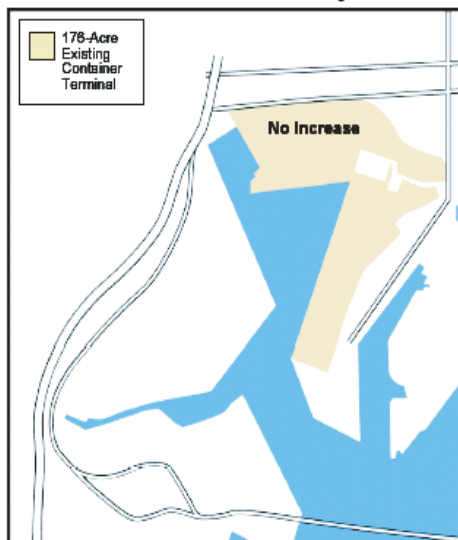 176-Acre
Existing
Container
Terminal
No Increase